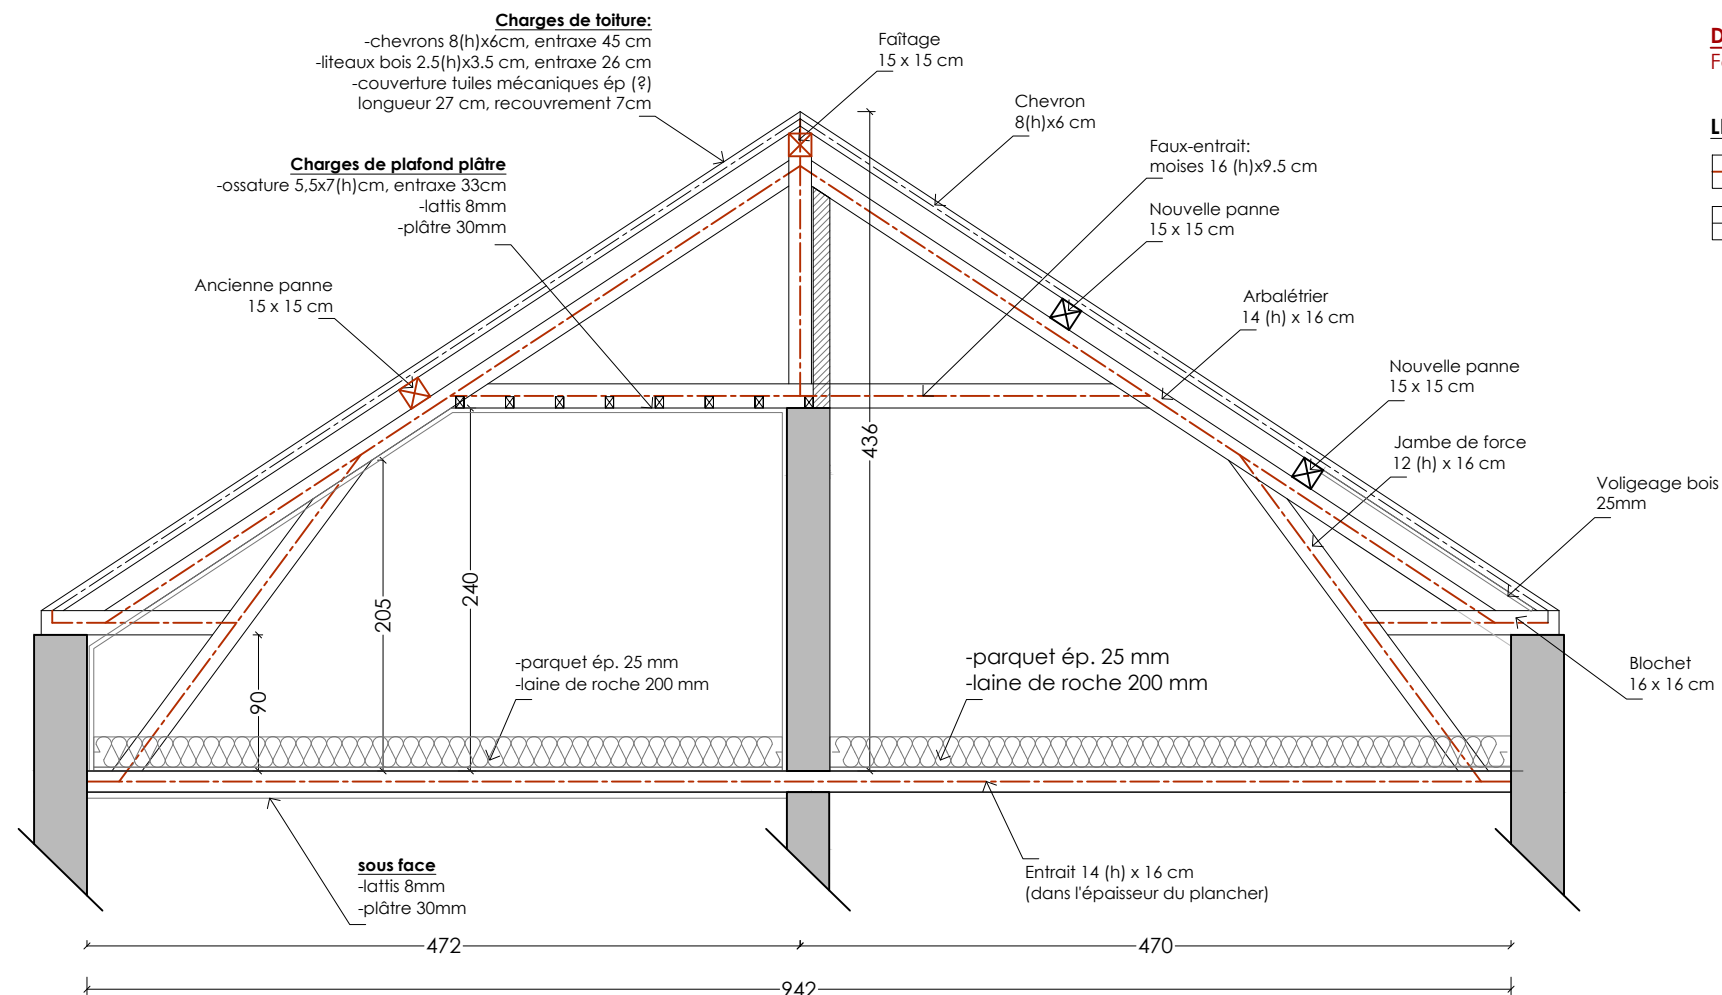 Charges de toiture:
-chevrons 8(h)x6cm, entraxe 45 cm
-liteaux bois 2.5(h)x3.5 cm, entraxe 26 cm
-couverture tuiles mécaniques ép (?)
longueur 27 cm, recouvrement 7cm
Faîtage
15 x 15 cm
Chevron
8(h)x6 cm
Faux-entrait:
moises 16 (h)x9.5 cm
Charges de plafond plâtre
-ossature 5,5x7(h)cm, entraxe 33cm
-lattis 8mm
-plâtre 30mm
Nouvelle panne
15 x 15 cm
Ancienne panne
15 x 15 cm
Arbalétrier
14 (h) x 16 cm
Nouvelle panne
15 x 15 cm
436
Jambe de force
12 (h) x 16 cm
Voligeage bois
25mm
240
205
90
-parquet ép. 25 mm
-laine de roche 200 mm
-parquet ép. 25 mm
-laine de roche 200 mm
Blochet
16 x 16 cm
sous face
-lattis 8mm
-plâtre 30mm
Entrait 14 (h) x 16 cm
(dans l'épaisseur du plancher)
472
470
942